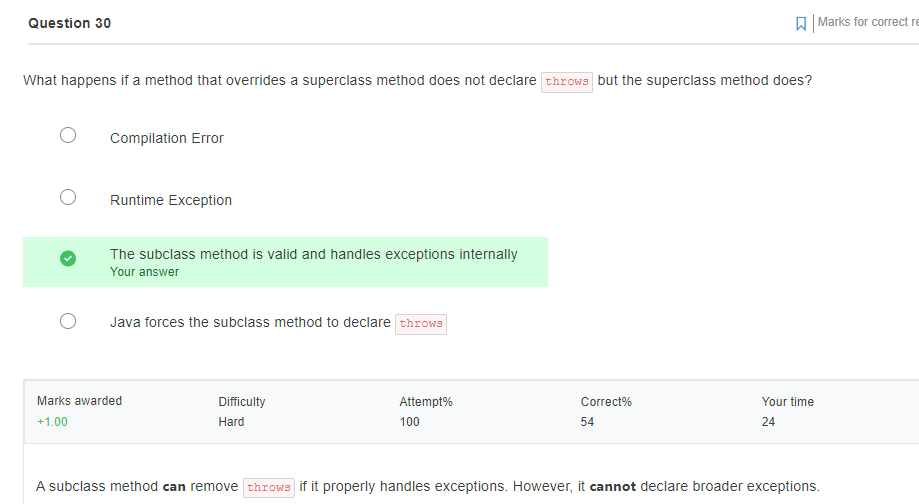 Question 30
Marks for correct re
What happens if a method that overrides a superclass method does not declare throws but the superclass method does?
Compilation Error
Runtime Exception
The subclass method is valid and handles exceptions internally
Your answer
Java forces the subclass method to declare throws
Marks awarded Difficulty Attempt% Correct% Your time
+1.00 Hard 100 54 24
A subclass method can remove throws if it properly handles exceptions. However, it cannot declare broader exceptions.